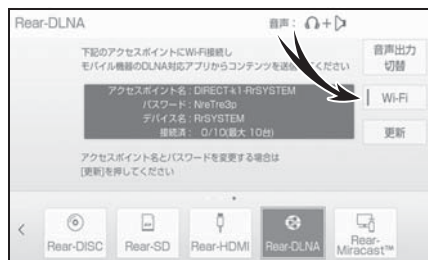 Rear-DLNA
音声:
下記のアクセスポイントにWi-Fi接続し
モバイル機器のDLNA対応アプリからコンテンツを送信してください
音声出力
切替
アクセスポイント名:DIRECT-k1-RrSYSTEM
パスワード:NreTre3p
デバイス名:RrSYSTEM
接続済:0/10(最大 10台)
Wi-Fi
更新
アクセスポイント名とパスワードを変更する場合は
[更新]を押してください
Rear-DISC
Rear-SD
Rear-HDMI
Rear-DLNA
Rear-
Miracast™